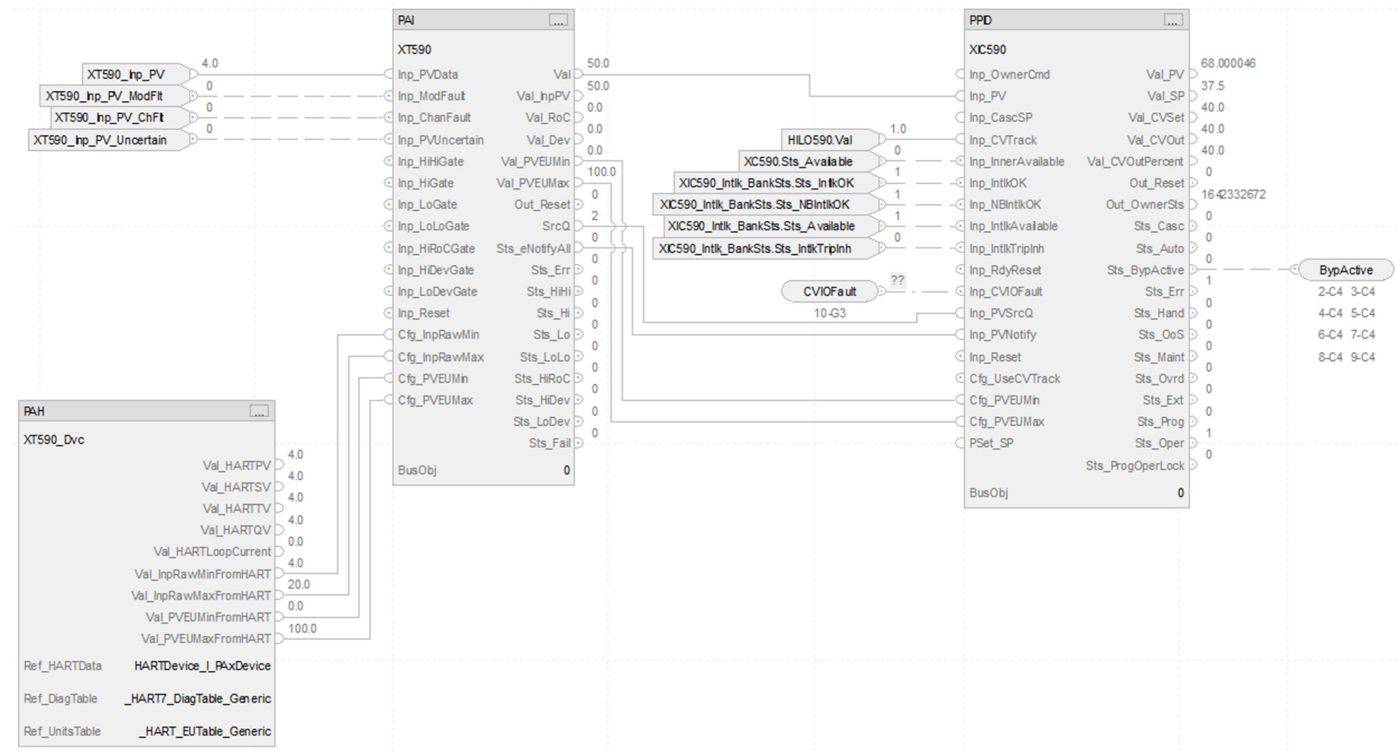 PAI ...
XT590
XT590_Inp_PV 4.0
XT590_Inp_PV_ModFlt 0
XT590_Inp_PV_ChFlt 0
XT590_Inp_PV_Uncertain 0
Inp_PVData Val 50.0
Inp_ModFault Val_InpPV 50.0
Inp_ChanFault Val_RoC 0.0
Inp_PVUncertain Val_Dev 0.0
Inp_HiHiGate Val_PVEUMin 0.0
Inp_HiGate Val_PVEUMax 100.0
Inp_LoGate Out_Reset 0
Inp_LoLoGate SrcQ 2
Inp_HiRoCGate Sts_eNotifyAll 0
Inp_HiDevGate Sts_Err 0
Inp_LoDevGate Sts_HiHi 0
Inp_Reset Sts_Hi 0
Cfg_InpRawMin Sts_Lo 0
Cfg_InpRawMax Sts_LoLo 0
Cfg_PVEUMin Sts_HiRoC 0
Cfg_PVEUMax Sts_HiDev 0
Sts_LoDev 0
Sts_Fail 0
BusObj 0
PAH ...
XT590_Dvc
Val_HARTPV 4.0
Val_HARTSV 4.0
Val_HARTTV 4.0
Val_HARTQV 4.0
Val_HARTLoopCurrent 0.0
Val_InpRawMinFromHART 4.0
Val_InpRawMaxFromHART 20.0
Val_PVEUMinFromHART 0.0
Val_PVEUMaxFromHART 100.0
Ref_HARTData HARTDevice_I_PAxDevice
Ref_DiagTable _HART7_DiagTable_Generic
Ref_UnitsTable _HART_EUTable_Generic
HILO590.Val 1.0
XC590.Sts_Available 0
XIC590_Intlk_BankSts.Sts_IntlkOK 1
XIC590_Intlk_BankSts.Sts_NBIntlkOK 1
XIC590_Intlk_BankSts.Sts_Available 1
XIC590_Intlk_BankSts.Sts_IntlkTripInh 0
CVIOFault ??
10-G3
PPID ...
XIC590
Inp_OwnerCmd Val_PV 68.000046
Inp_PV Val_SP 37.5
Inp_CascSP Val_CVSet 40.0
Inp_CVTrack Val_CVOut 40.0
Inp_InnerAvailable Val_CVOutPercent 40.0
Inp_IntlkOK Out_Reset 0
Inp_NBIntlkOK Out_OwnerSts 1642332672
Inp_IntlkAvailable Sts_Casc 0
Inp_IntlkTripInh Sts_Auto 0
Inp_RdyReset Sts_BypActive 0
Inp_CVIOFault Sts_Err 1
Inp_PVSrcQ Sts_Hand 0
Inp_PVNotify Sts_OoS 0
Inp_Reset Sts_Maint 0
Cfg_UseCVTrack Sts_Ovrd 0
Cfg_PVEUMin Sts_Ext 0
Cfg_PVEUMax Sts_Prog 0
PSet_SP Sts_Oper 1
Sts_ProgOperLock 0
BusObj 0
BypActive
2-C4 3-C4
4-C4 5-C4
6-C4 7-C4
8-C4 9-C4